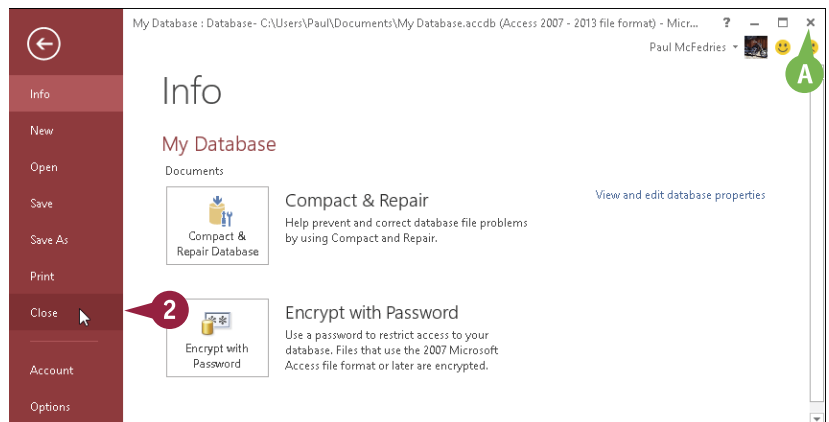 My Database : Database- C:\Users\Paul\Documents\My Database.accdb (Access 2007 - 2013 file format) - Micr... ?
Paul McFedries
A
Info
Info
New
My Database
Open
Documents
Compact & Repair
View and edit database properties
Save
Help prevent and correct database file problems
Compact &
by using Compact and Repair.
Save As
Repair Database
Print
Close
2
Encrypt with Password
Use a password to restrict access to your
Encrypt with
database. Files that use the 2007 Microsoft
Password
Access file format or later are encrypted.
Account
Options